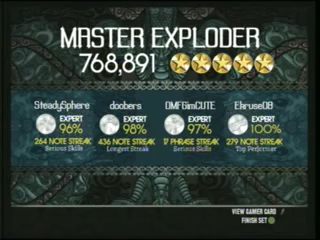 MASTER EXPLODER
768,891
SteadySphere doobers OMFGimCUTE EkruseOB
EXPERT EXPERT EXPERT EXPERT
96% 98% 97% 100%
264 NOTE STREAK 436 NOTE STREAK 17 PHRASE STREAK 279 NOTE STREAK
Serious Skills Longest Streak Serious Skills Top Performer
VIEW GAMER CARD
FINISH SET